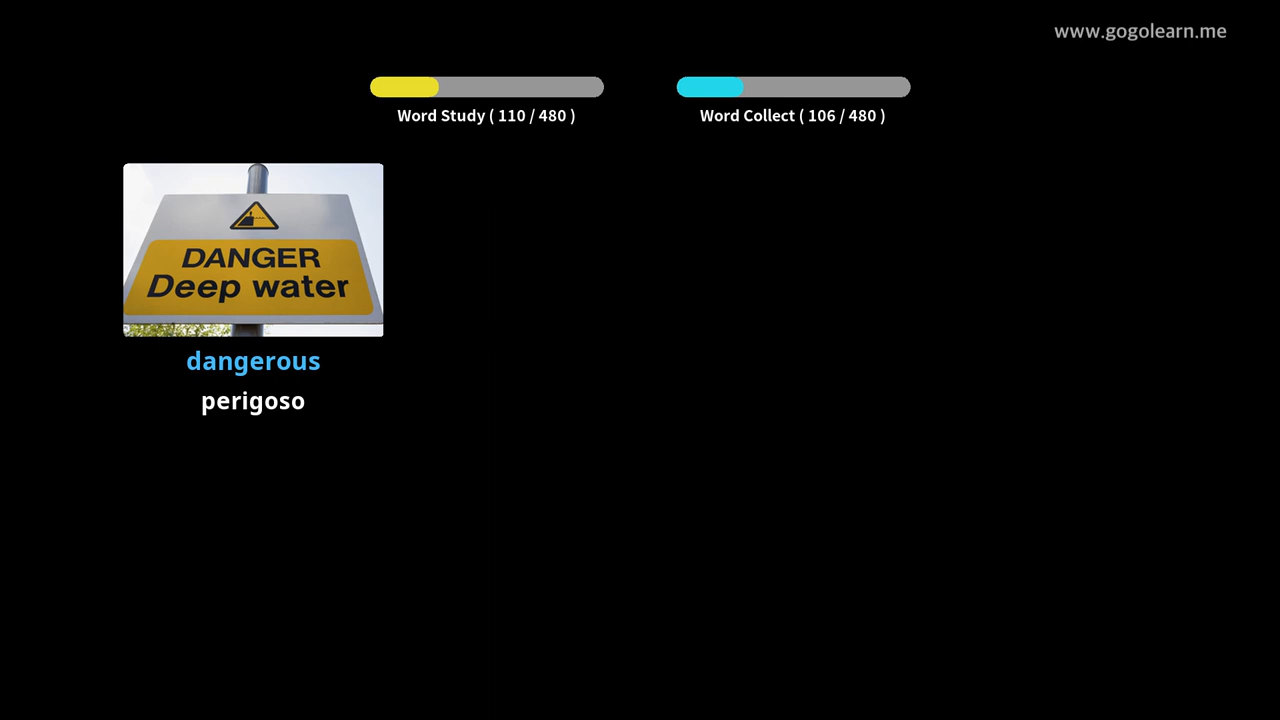 www.gogolearn.me
Word Study ( 110 / 480 )
Word Collect ( 106 / 480 )
DANGER
Deep water
dangerous
perigoso